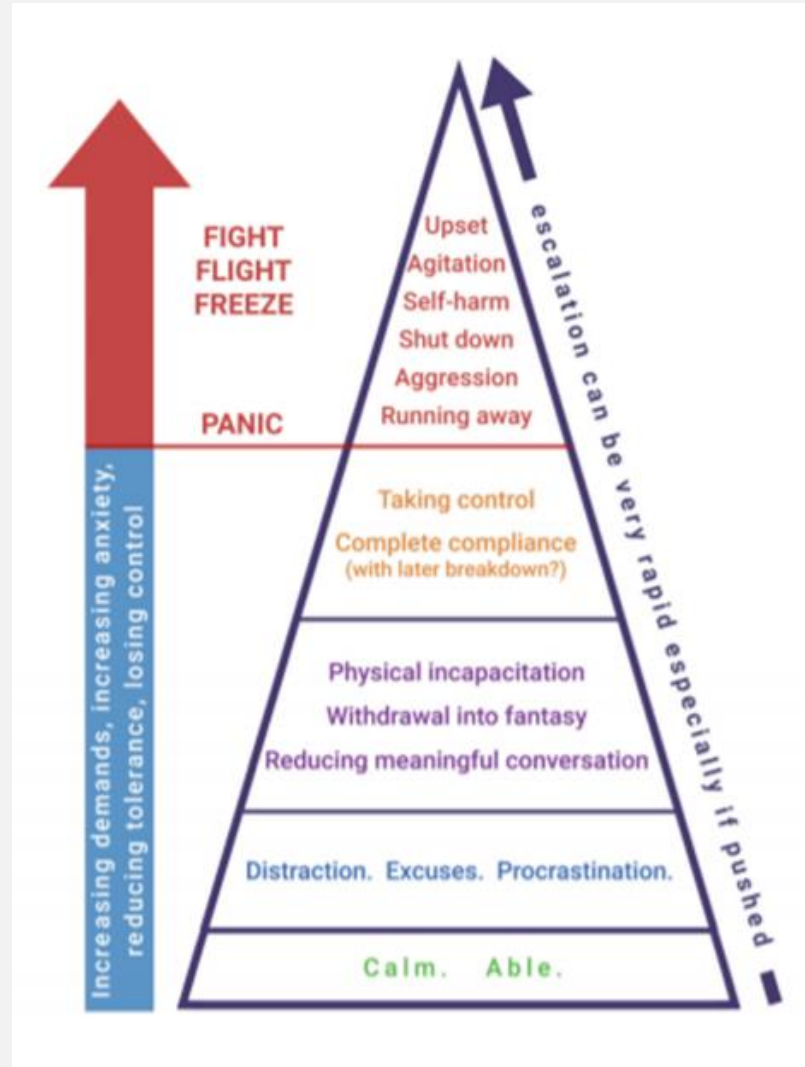 FIGHT
FLIGHT
FREEZE
PANIC
Increasing demands, increasing anxiety,
reducing tolerance, losing control
Upset
Agitation
Self-harm
Shut down
Aggression
Running away
Taking control
Complete compliance
(with later breakdown?)
Physical incapacitation
Withdrawal into fantasy
Reducing meaningful conversation
Distraction. Excuses. Procrastination.
Calm. Able.
escalation can be very rapid especially if pushed